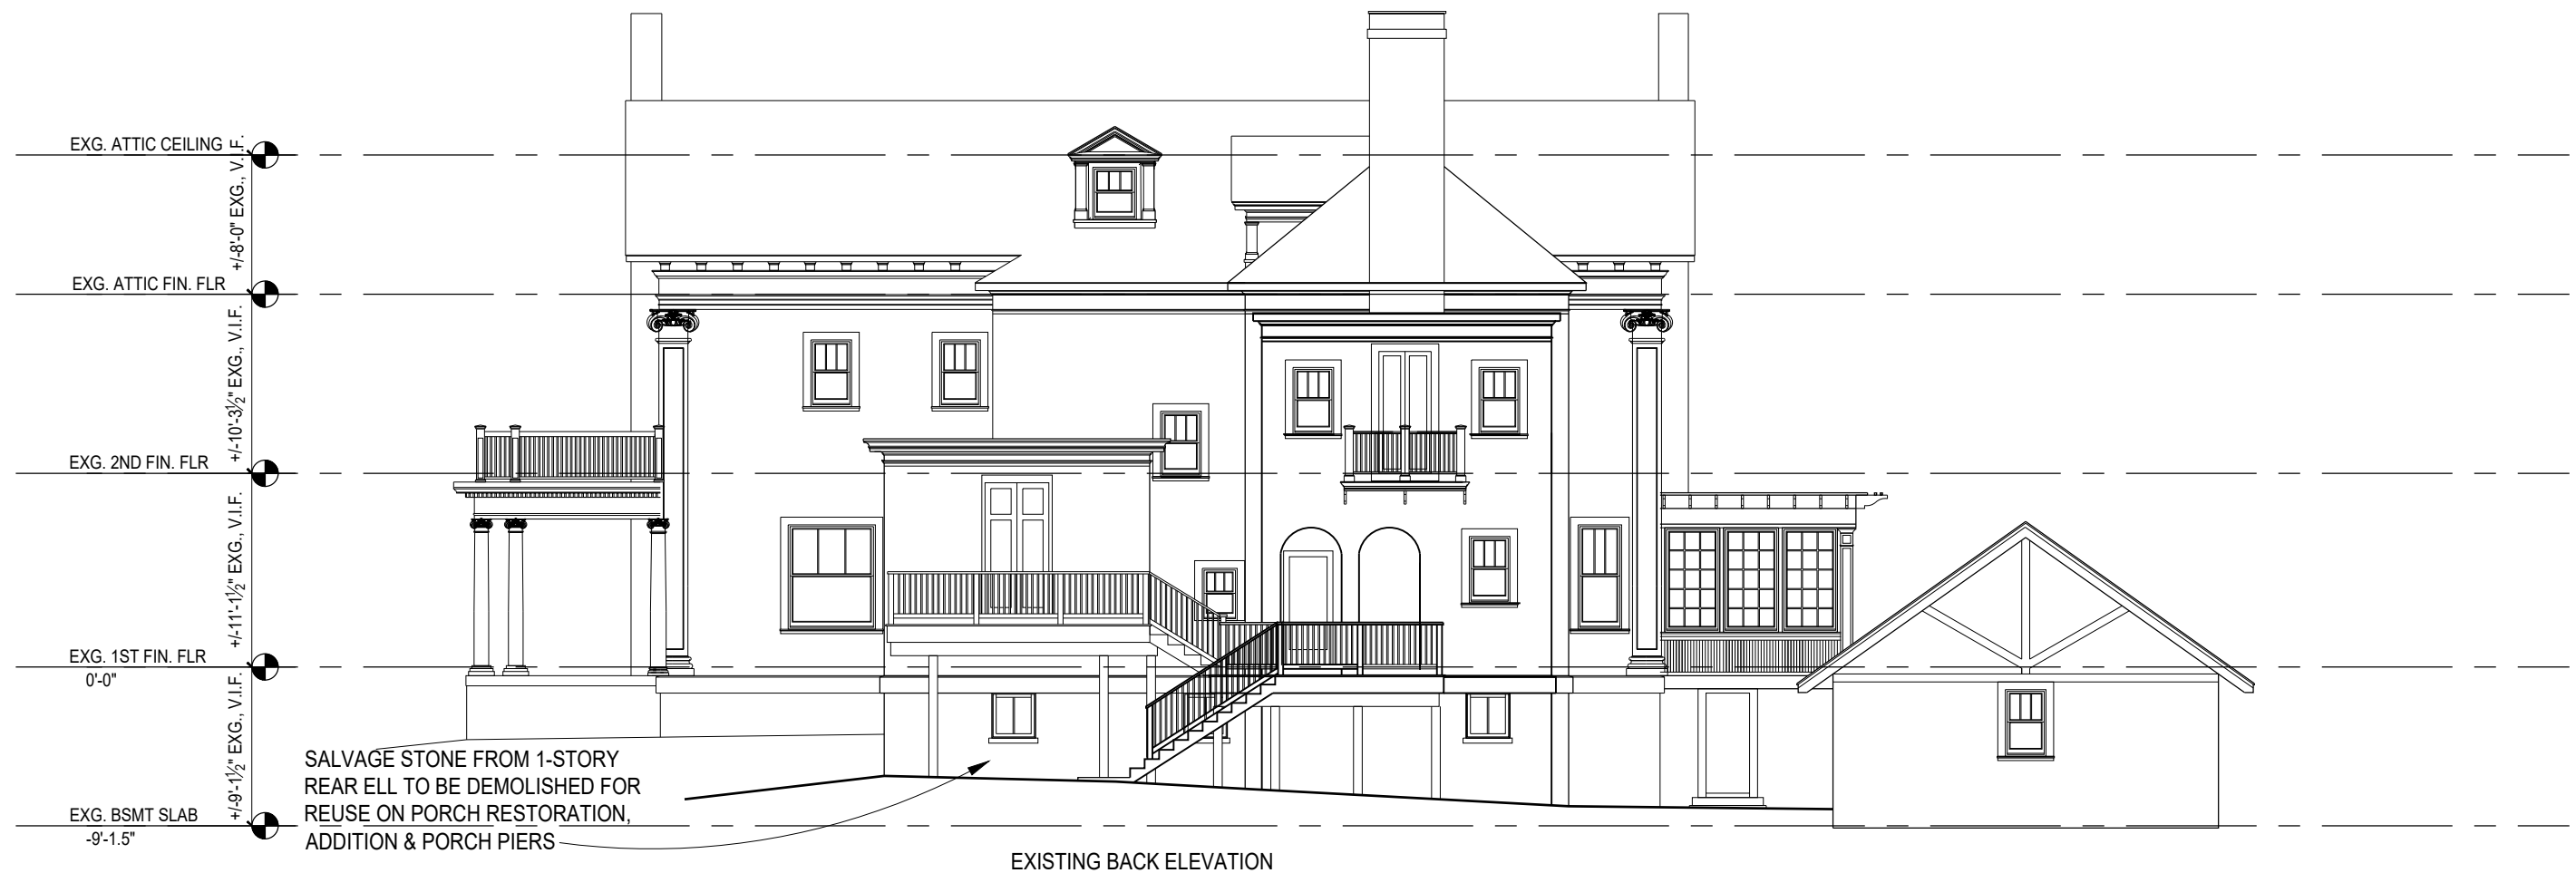 EXG. ATTIC CEILING
+/-8'-0" EXG., V.I.F.
EXG. ATTIC FIN. FLR
+/-10'-3½" EXG., V.I.F.
EXG. 2ND FIN. FLR
+/-11'-1½" EXG., V.I.F.
EXG. 1ST FIN. FLR
0'-0"
+/-9'-1½" EXG., V.I.F.
EXG. BSMT SLAB
-9'-1.5"
SALVAGE STONE FROM 1-STORY
REAR ELL TO BE DEMOLISHED FOR
REUSE ON PORCH RESTORATION,
ADDITION & PORCH PIERS
EXISTING BACK ELEVATION